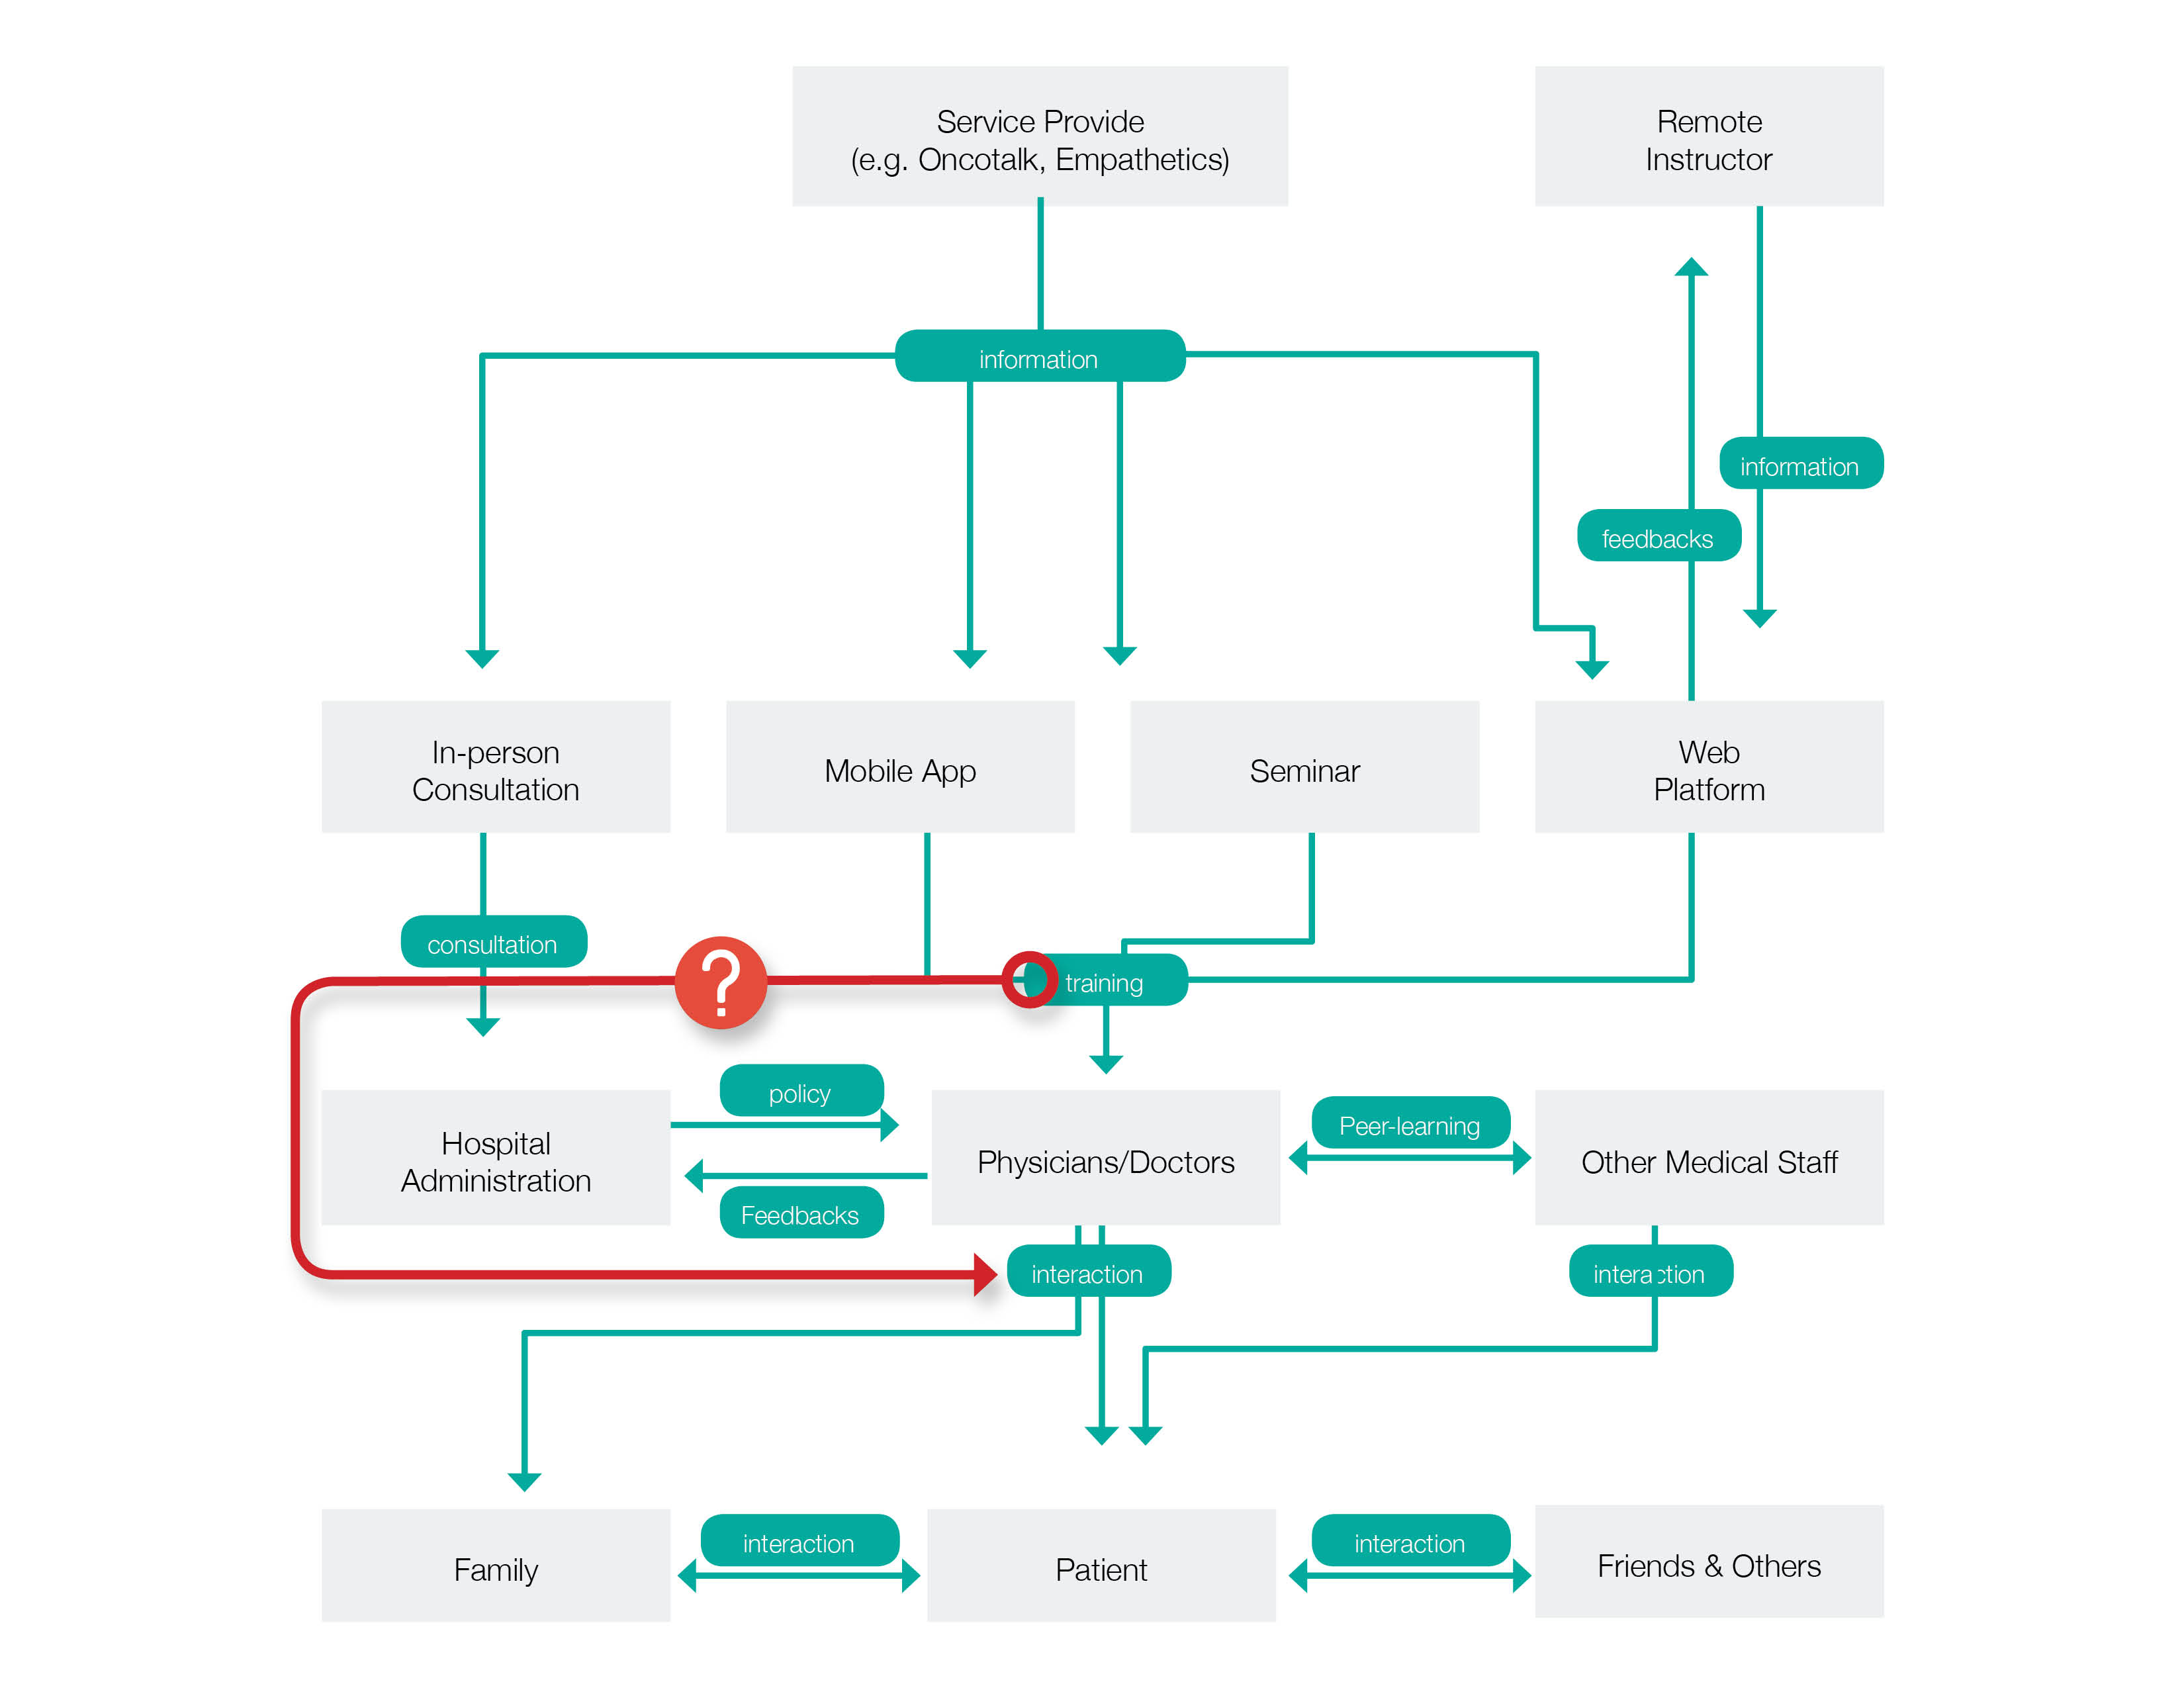 Service Provide
(e.g. Oncotalk, Empathetics)
Remote
Instructor
information
information
feedbacks
In-person
Consultation
Mobile App
Seminar
Web
Platform
consultation
?
training
policy
Hospital
Administration
Physicians/Doctors
Peer-learning
Other Medical Staff
Feedbacks
interaction
interaction
Family
interaction
Patient
interaction
Friends & Others